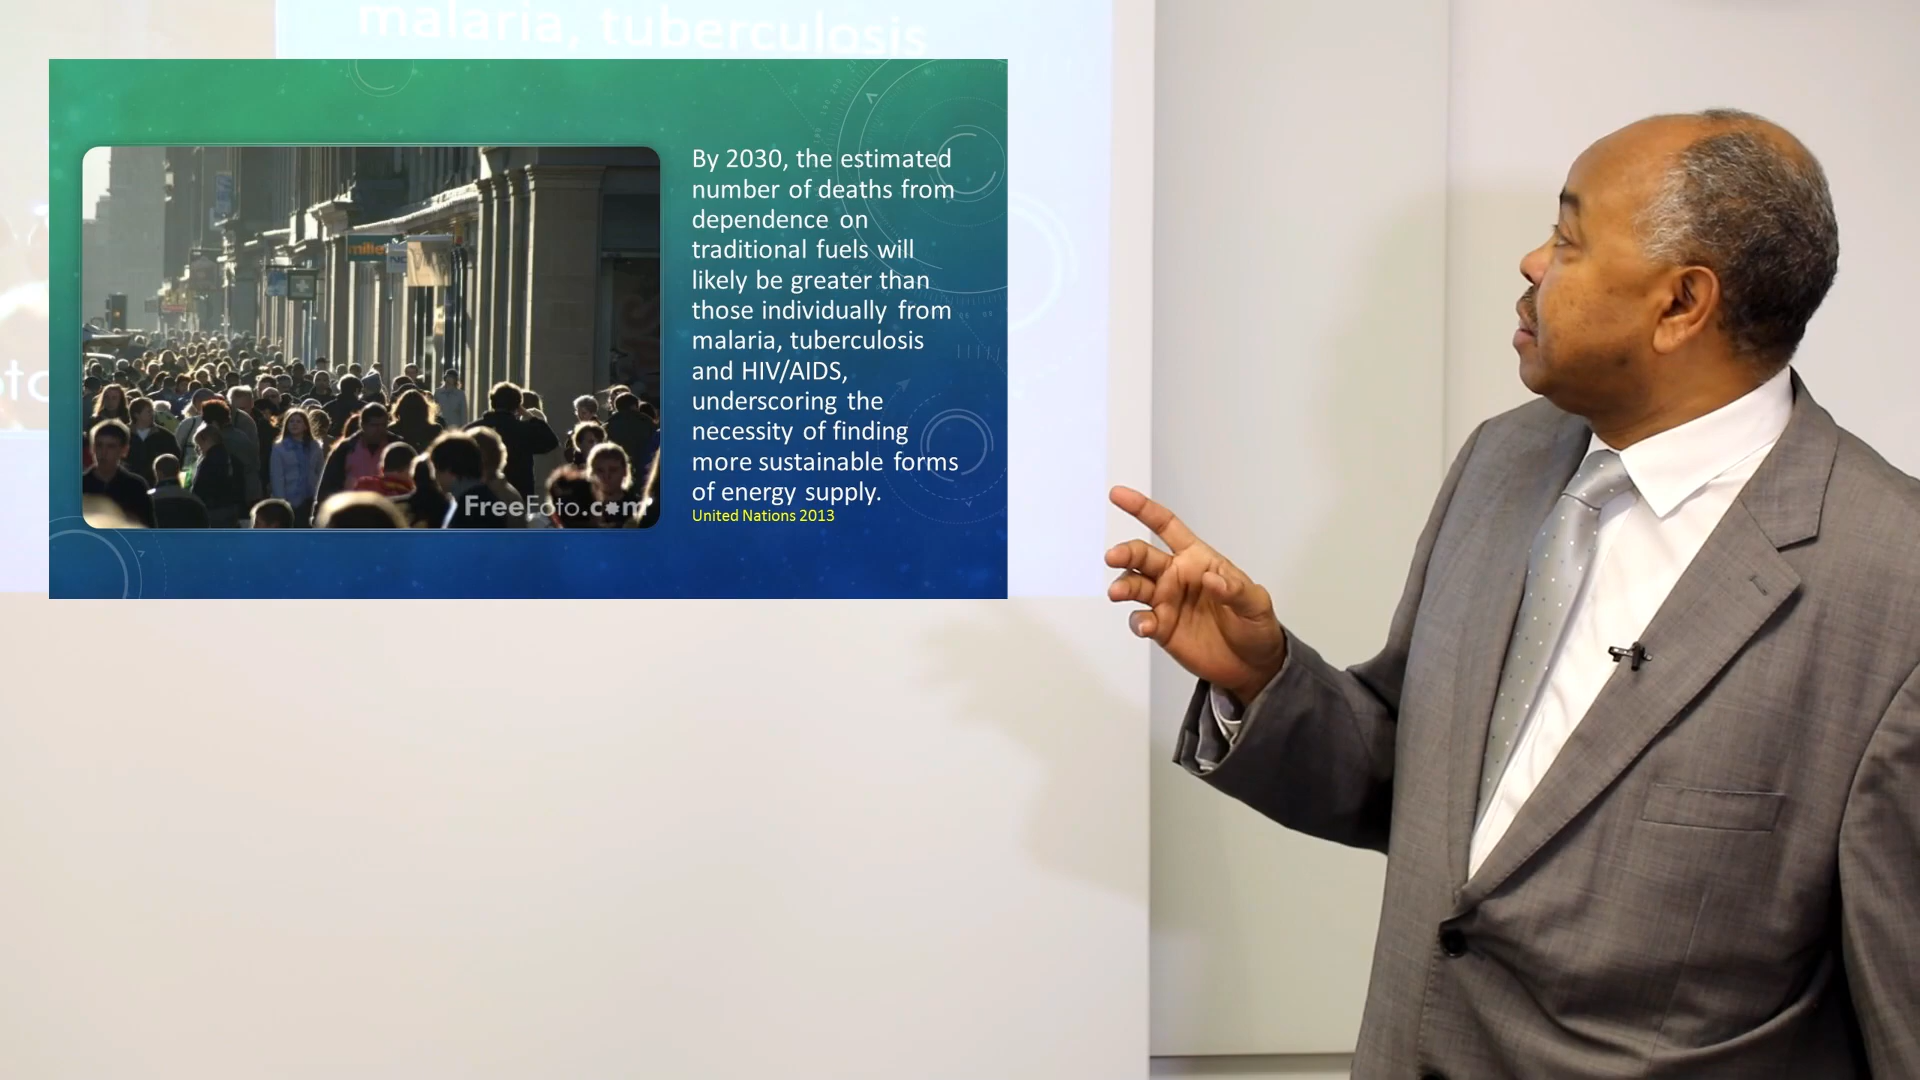 malaria, tuberculosis
By 2030, the estimated
number of deaths from
dependence on
traditional fuels will
likely be greater than
those individually from
malaria, tuberculosis
and HIV/AIDS,
underscoring the
necessity of finding
more sustainable forms
of energy supply.
United Nations 2013
FreeFoto.com